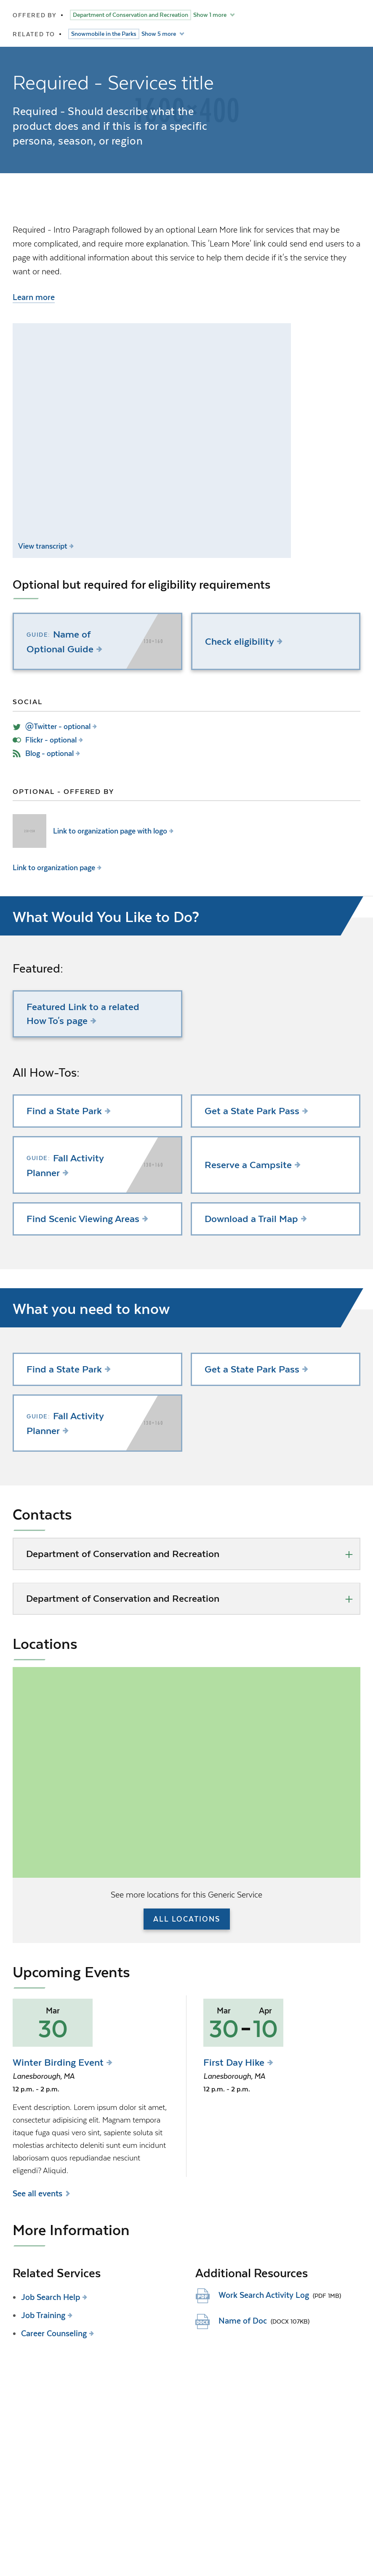 OFFERED BY • Department of Conservation and Recreation Show 1 more
RELATED TO • Snowmobile in the Parks Show 5 more
1600×400
Required - Services title
Required - Should describe what the
product does and if this is for a specific
persona, season, or region
Required - Intro Paragraph followed by an optional Learn More link for services that may be
more complicated, and require more explanation. This 'Learn More' link could send end users to a
page with additional information about this service to help them decide if it's the service they
want or need.
Learn more
View transcript
Optional but required for eligibility requirements
GUIDE: Name of
Optional Guide
Check eligibility
SOCIAL
@Twitter - optional
Flickr - optional
Blog - optional
OPTIONAL - OFFERED BY
Link to organization page with logo
Link to organization page
What Would You Like to Do?
Featured:
Featured Link to a related
How To's page
All How-Tos:
Find a State Park
Get a State Park Pass
GUIDE: Fall Activity
Planner
Reserve a Campsite
Find Scenic Viewing Areas
Download a Trail Map
What you need to know
Find a State Park
Get a State Park Pass
GUIDE: Fall Activity
Planner
Contacts
Department of Conservation and Recreation
Department of Conservation and Recreation
Locations
See more locations for this Generic Service
ALL LOCATIONS
Upcoming Events
Mar
30
Winter Birding Event
Lanesborough, MA
12 p.m. - 2 p.m.
Event description. Lorem ipsum dolor sit amet,
consectetur adipisicing elit. Magnam tempora
itaque fuga quasi vero sint, sapiente soluta sit
molestias architecto deleniti sunt eum incidunt
laboriosam quos repudiandae nesciunt
eligendi? Aliquid.
Mar Apr
30-10
First Day Hike
Lanesborough, MA
12 p.m. - 2 p.m.
See all events
More Information
Related Services
• Job Search Help
• Job Training
• Career Counseling
Additional Resources
PDF Work Search Activity Log (PDF 1MB)
DOCX Name of Doc (DOCX 107KB)